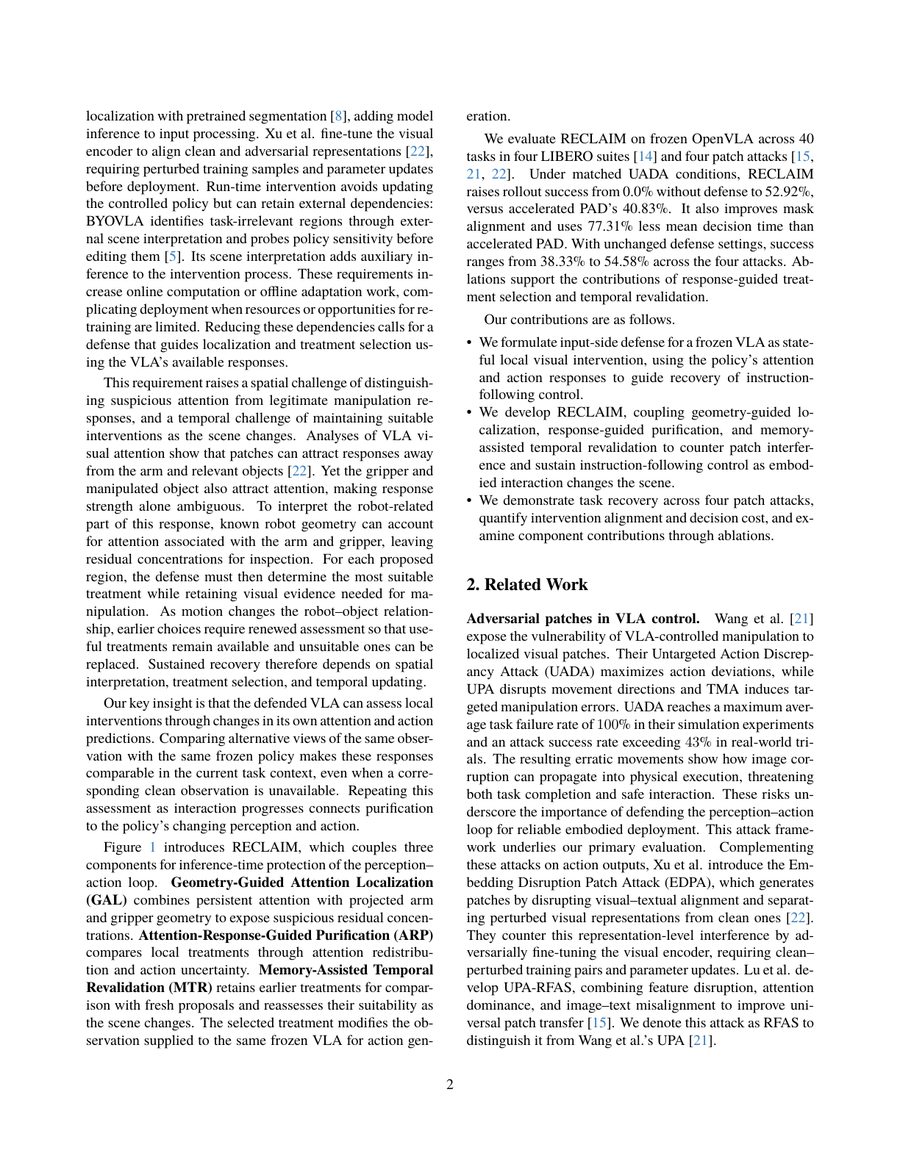 localization with pretrained segmentation [8], adding model
inference to input processing. Xu et al. fine-tune the visual
encoder to align clean and adversarial representations [22],
requiring perturbed training samples and parameter updates
before deployment. Run-time intervention avoids updating
the controlled policy but can retain external dependencies:
BYOVLA identifies task-irrelevant regions through exter-
nal scene interpretation and probes policy sensitivity before
editing them [5]. Its scene interpretation adds auxiliary in-
ference to the intervention process. These requirements in-
crease online computation or offline adaptation work, com-
plicating deployment when resources or opportunities for re-
training are limited. Reducing these dependencies calls for a
defense that guides localization and treatment selection us-
ing the VLA's available responses.
This requirement raises a spatial challenge of distinguish-
ing suspicious attention from legitimate manipulation re-
sponses, and a temporal challenge of maintaining suitable
interventions as the scene changes. Analyses of VLA vi-
sual attention show that patches can attract responses away
from the arm and relevant objects [22]. Yet the gripper and
manipulated object also attract attention, making response
strength alone ambiguous. To interpret the robot-related
part of this response, known robot geometry can account
for attention associated with the arm and gripper, leaving
residual concentrations for inspection. For each proposed
region, the defense must then determine the most suitable
treatment while retaining visual evidence needed for ma-
nipulation. As motion changes the robot–object relation-
ship, earlier choices require renewed assessment so that use-
ful treatments remain available and unsuitable ones can be
replaced. Sustained recovery therefore depends on spatial
interpretation, treatment selection, and temporal updating.
Our key insight is that the defended VLA can assess local
interventions through changes in its own attention and action
predictions. Comparing alternative views of the same obser-
vation with the same frozen policy makes these responses
comparable in the current task context, even when a corre-
sponding clean observation is unavailable. Repeating this
assessment as interaction progresses connects purification
to the policy's changing perception and action.
Figure 1 introduces RECLAIM, which couples three
components for inference-time protection of the perception–
action loop. Geometry-Guided Attention Localization
(GAL) combines persistent attention with projected arm
and gripper geometry to expose suspicious residual concen-
trations. Attention-Response-Guided Purification (ARP)
compares local treatments through attention redistribu-
tion and action uncertainty. Memory-Assisted Temporal
Revalidation (MTR) retains earlier treatments for compar-
ison with fresh proposals and reassesses their suitability as
the scene changes. The selected treatment modifies the ob-
servation supplied to the same frozen VLA for action gen-
eration.
We evaluate RECLAIM on frozen OpenVLA across 40
tasks in four LIBERO suites [14] and four patch attacks [15,
21, 22]. Under matched UADA conditions, RECLAIM
raises rollout success from 0.0% without defense to 52.92%,
versus accelerated PAD's 40.83%. It also improves mask
alignment and uses 77.31% less mean decision time than
accelerated PAD. With unchanged defense settings, success
ranges from 38.33% to 54.58% across the four attacks. Ab-
lations support the contributions of response-guided treat-
ment selection and temporal revalidation.
Our contributions are as follows.
• We formulate input-side defense for a frozen VLA as state-
ful local visual intervention, using the policy's attention
and action responses to guide recovery of instruction-
following control.
• We develop RECLAIM, coupling geometry-guided lo-
calization, response-guided purification, and memory-
assisted temporal revalidation to counter patch interfer-
ence and sustain instruction-following control as embod-
ied interaction changes the scene.
• We demonstrate task recovery across four patch attacks,
quantify intervention alignment and decision cost, and ex-
amine component contributions through ablations.
2. Related Work
Adversarial patches in VLA control. Wang et al. [21]
expose the vulnerability of VLA-controlled manipulation to
localized visual patches. Their Untargeted Action Discrep-
ancy Attack (UADA) maximizes action deviations, while
UPA disrupts movement directions and TMA induces tar-
geted manipulation errors. UADA reaches a maximum aver-
age task failure rate of 100% in their simulation experiments
and an attack success rate exceeding 43% in real-world tri-
als. The resulting erratic movements show how image cor-
ruption can propagate into physical execution, threatening
both task completion and safe interaction. These risks un-
derscore the importance of defending the perception–action
loop for reliable embodied deployment. This attack frame-
work underlies our primary evaluation. Complementing
these attacks on action outputs, Xu et al. introduce the Em-
bedding Disruption Patch Attack (EDPA), which generates
patches by disrupting visual–textual alignment and separat-
ing perturbed visual representations from clean ones [22].
They counter this representation-level interference by ad-
versarially fine-tuning the visual encoder, requiring clean–
perturbed training pairs and parameter updates. Lu et al. de-
velop UPA-RFAS, combining feature disruption, attention
dominance, and image–text misalignment to improve uni-
versal patch transfer [15]. We denote this attack as RFAS to
distinguish it from Wang et al.'s UPA [21].
2